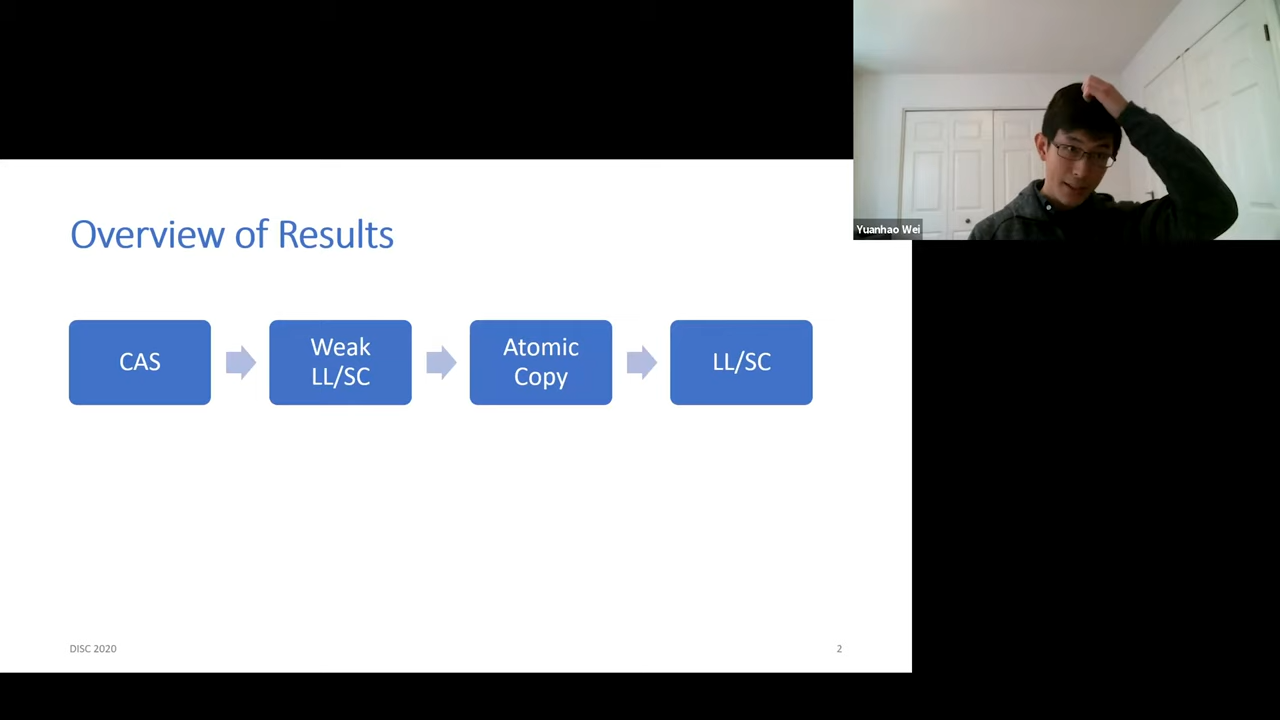 Overview of Results
CAS
Weak
LL/SC
Atomic
Copy
LL/SC
DISC 2020
2
Yuanhao Wei